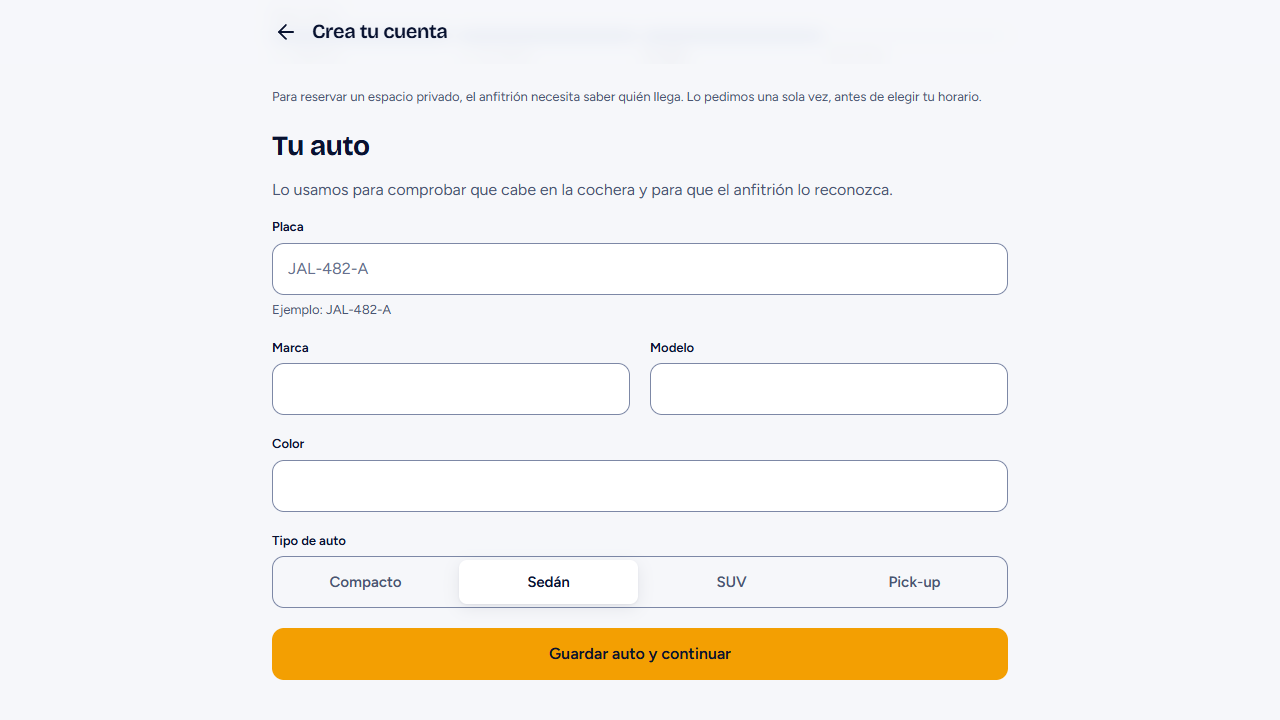 Crea tu cuenta
Para reservar un espacio privado, el anfitrión necesita saber quién llega. Lo pedimos una sola vez, antes de elegir tu horario.
Tu auto
Lo usamos para comprobar que cabe en la cochera y para que el anfitrión lo reconozca.
Placa
JAL-482-A
Ejemplo: JAL-482-A
Marca
Modelo
Color
Tipo de auto
Compacto
Sedán
SUV
Pick-up
Guardar auto y continuar